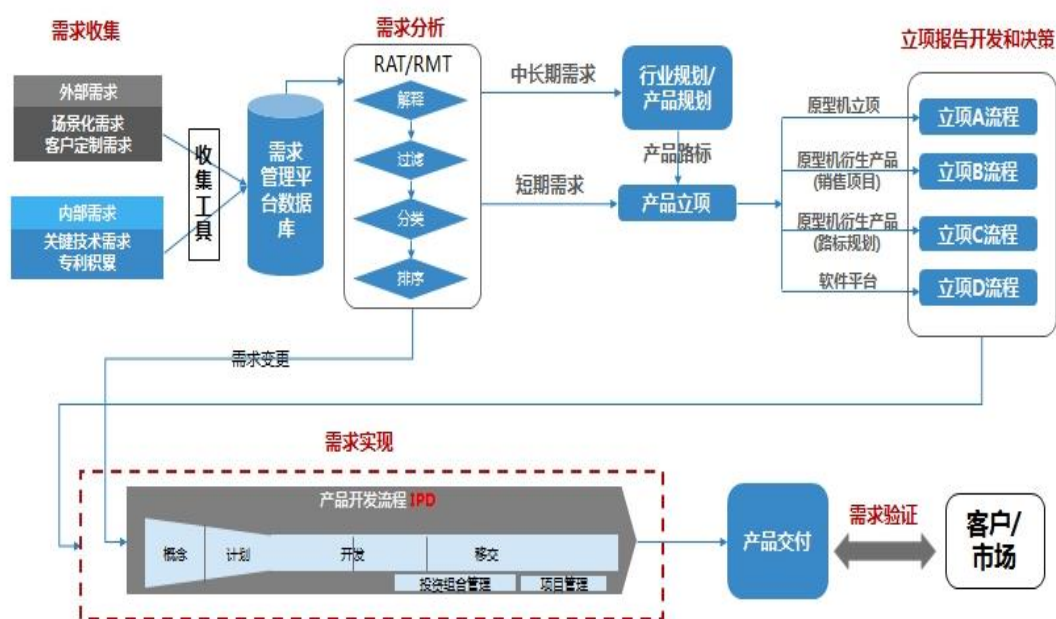 需求收集
外部需求
场景化需求
客户定制需求
内部需求
关键技术需求
专利积累
收集工具
需求
管理平
台数据
库
需求分析
RAT/RMT
解释
过滤
分类
排序
中长期需求
短期需求
行业规划/
产品规划
产品路标
产品立项
立项报告开发和决策
原型机立项
立项A流程
原型机衍生产品
(销售项目)
立项B流程
原型机衍生产品
(路标规划)
立项C流程
软件平台
立项D流程
需求变更
需求实现
产品开发流程IPD
概念
计划
开发
移交
投资组合管理
项目管理
产品交付
需求验证
客户/
市场